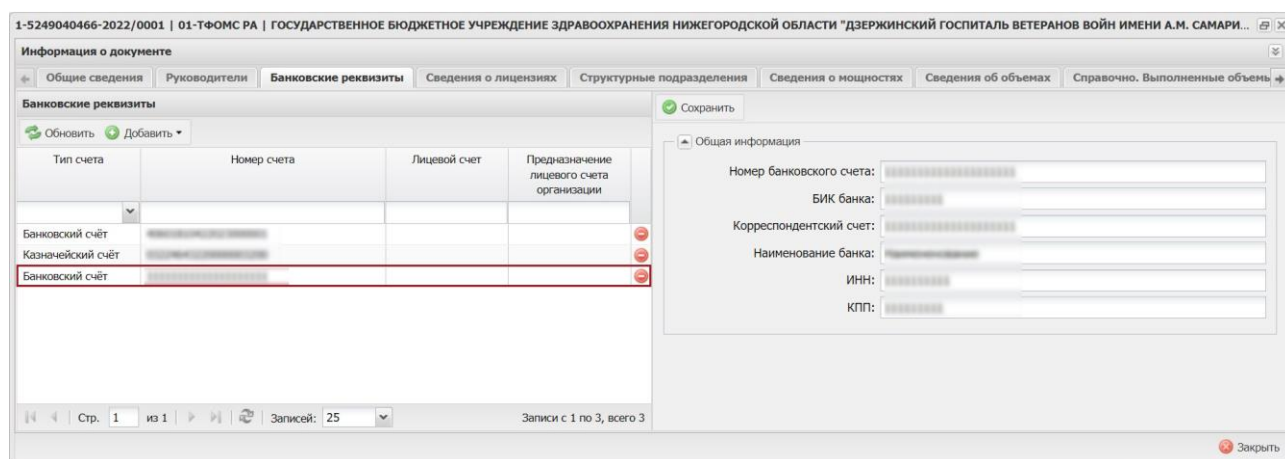 1-5249040466-2022/0001 | 01-ТФОМС РА | ГОСУДАРСТВЕННОЕ БЮДЖЕТНОЕ УЧРЕЖДЕНИЕ ЗДРАВООХРАНЕНИЯ НИЖЕГОРОДСКОЙ ОБЛАСТИ "ДЗЕРЖИНСКИЙ ГОСПИТАЛЬ ВЕТЕРАНОВ ВОЙН ИМЕНИ А.М. САМАРИ...
Информация о документе
Общие сведения Руководители Банковские реквизиты Сведения о лицензиях Структурные подразделения Сведения о мощностях Сведения об объемах Справочно. Выполненные объемы
Банковские реквизиты
Обновить Добавить
Тип счета Номер счета Лицевой счет Предназначение
лицевого счета
организации
Банковский счёт
Казначейский счёт
Банковский счёт
Стр. 1 из 1 Записей: 25 Записи с 1 по 3, всего 3
Сохранить
Общая информация
Номер банковского счета:
БИК банка:
Корреспондентский счет:
Наименование банка:
ИНН:
КПП:
Закрыть